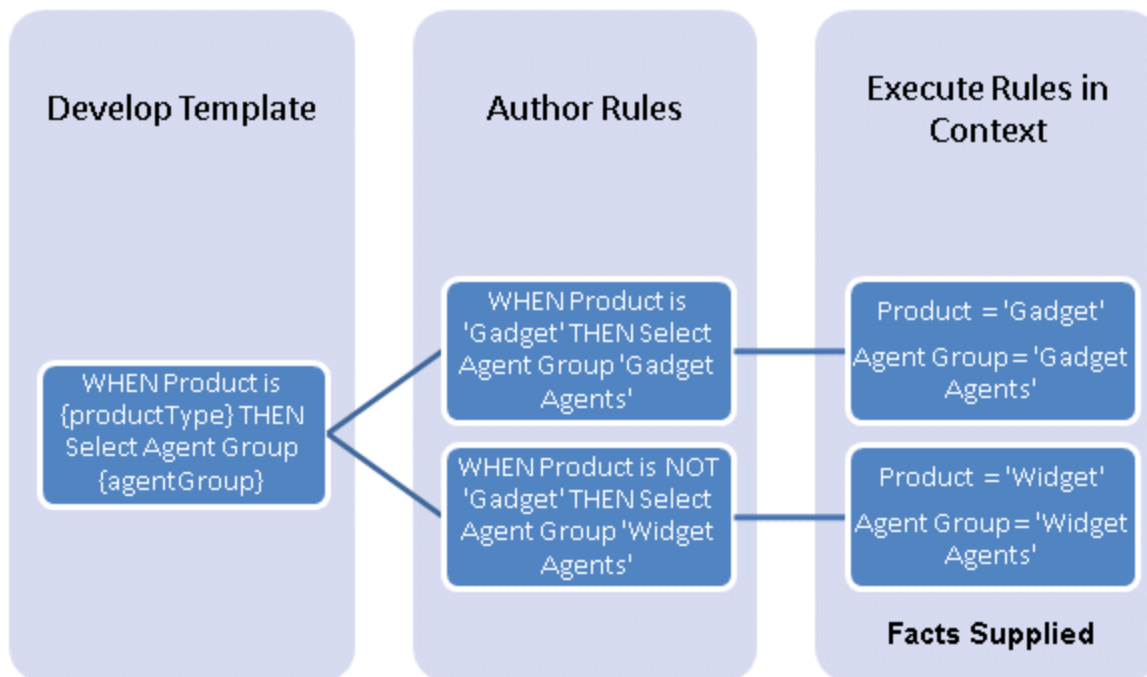 Develop Template
WHEN Product is
{productType} THEN
Select Agent Group
{agentGroup}
Author Rules
WHEN Product is
'Gadget' THEN Select
Agent Group 'Gadget
Agents'
WHEN Product is NOT
'Gadget' THEN Select
Agent Group 'Widget
Agents'
Execute Rules in
Context
Product = 'Gadget'
Agent Group = 'Gadget
Agents'
Product = 'Widget'
Agent Group = 'Widget
Agents'
Facts Supplied